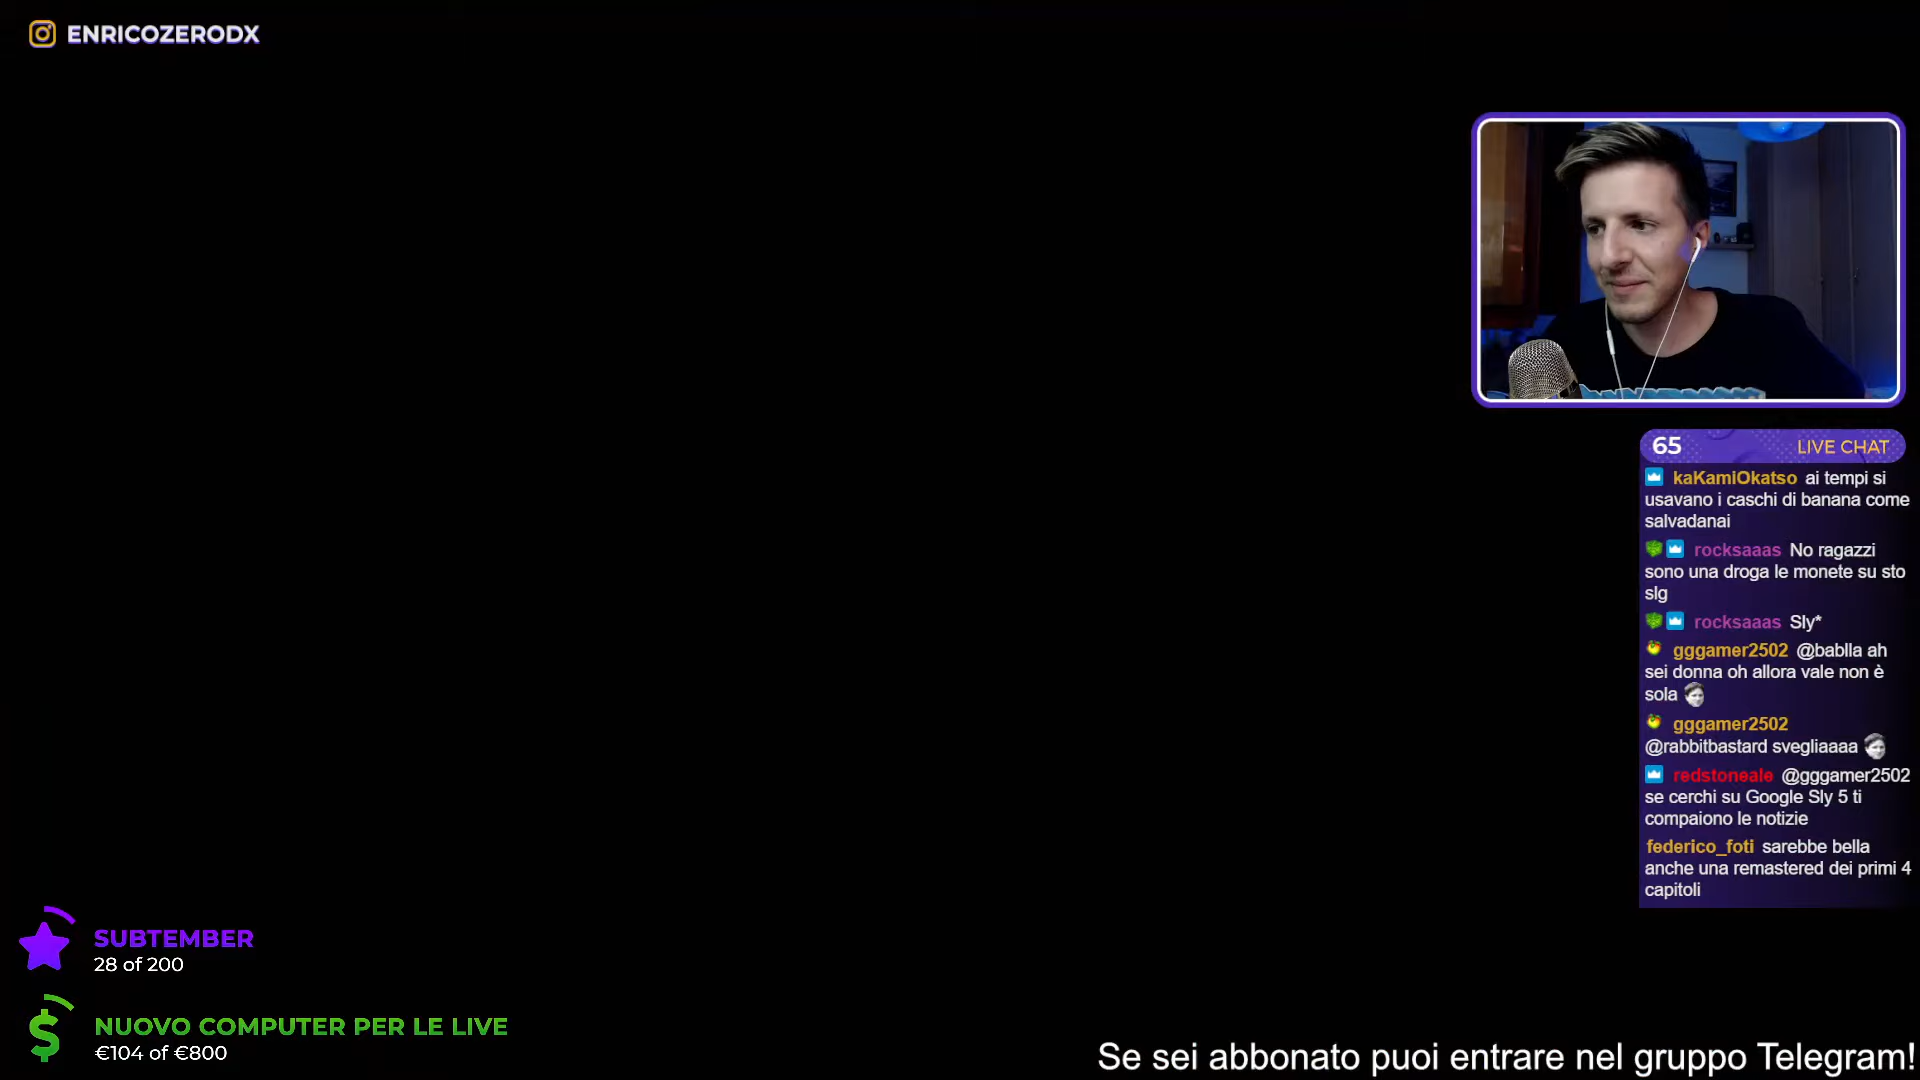 ENRICOZERODX
65 LIVE CHAT
kaKamiOkatso ai tempi si
usavano i caschi di banana come
salvadanai
rocksaaas No ragazzi
sono una droga le monete su sto
slg
rocksaaas Sly*
gggamer2502 @bablla ah
sei donna oh allora vale non è
sola
gggamer2502
@rabbitbastard svegliaaaa
redstoneale @gggamer2502
se cerchi su Google Sly 5 ti
compaiono le notizie
federico_foti sarebbe bella
anche una remastered dei primi 4
capitoli
SUBTEMBER
28 of 200
NUOVO COMPUTER PER LE LIVE
€104 of €800
Se sei abbonato puoi entrare nel gruppo Telegram!